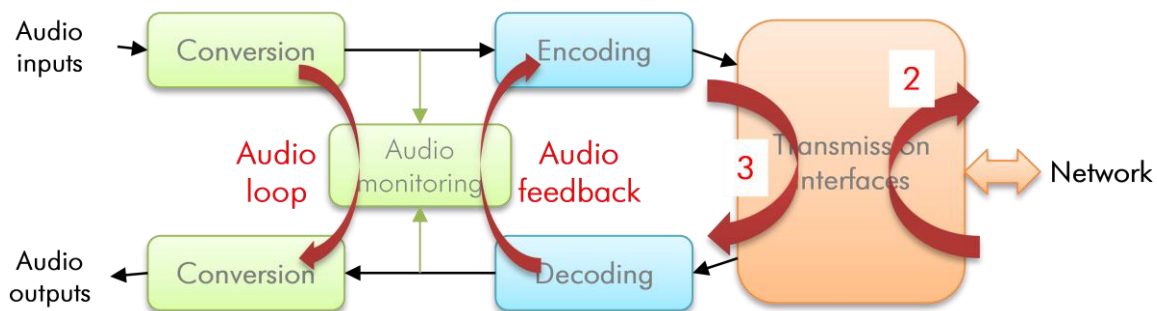 Audio
inputs
Conversion
Encoding
2
Audio
loop
Audio
monitoring
Audio
feedback
3
Transmission
interfaces
Network
Audio
outputs
Conversion
Decoding